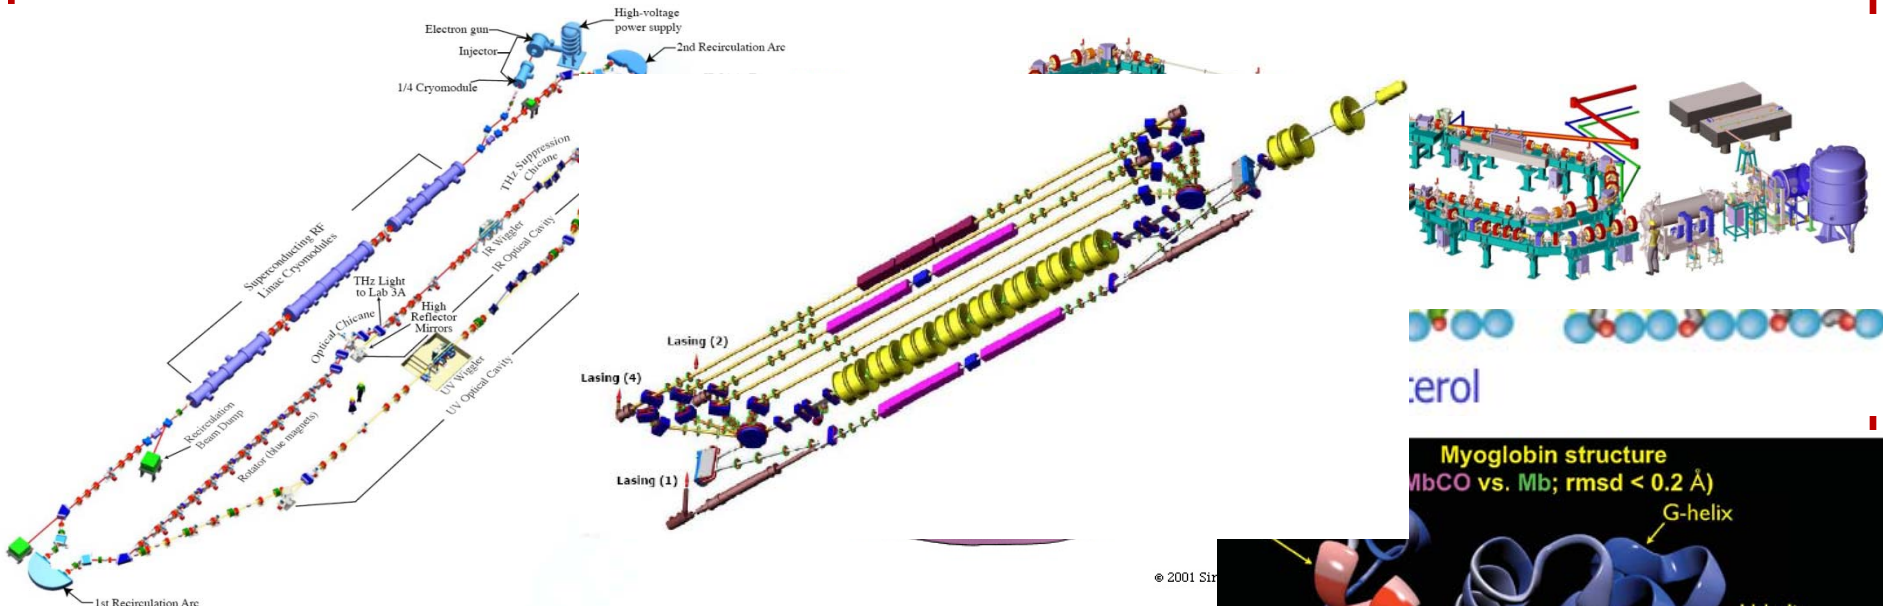 High-voltage
power supply
Electron gun
Injector
2nd Recirculation Arc
1/4 Cryomodule
THz Suppression
Chicane
Superconducting RF
Linac Cryomodules
IR Wiggler
IR Optical Cavity
THz Light
to Lab 3A
High
Reflector
Mirrors
Optical Chicane
UV Wiggler
UV Optical Cavity
Recirculation
Beam Dump
Rotator (blue magnets)
1st Recirculation Arc
Lasing (2)
Lasing (4)
Lasing (1)
terol
Myoglobin structure
MbCO vs. Mb; rmsd < 0.2 Å)
G-helix
© 2001 Sin